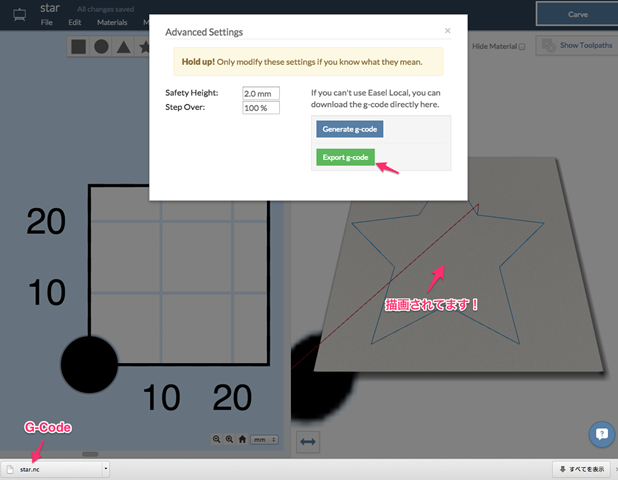 star
All changes saved
File Edit Materials M
Carve
Advanced Settings
×
Hold up! Only modify these settings if you know what they mean.
Safety Height: 2.0 mm
Step Over: 100 %
If you can't use Easel Local, you can
download the g-code directly here.
Generate g-code
Export g-code
Hide Material
Show Toolpaths
20
10
10 20
描画されてます！
mm
G-Code
star.nc
すべてを表示